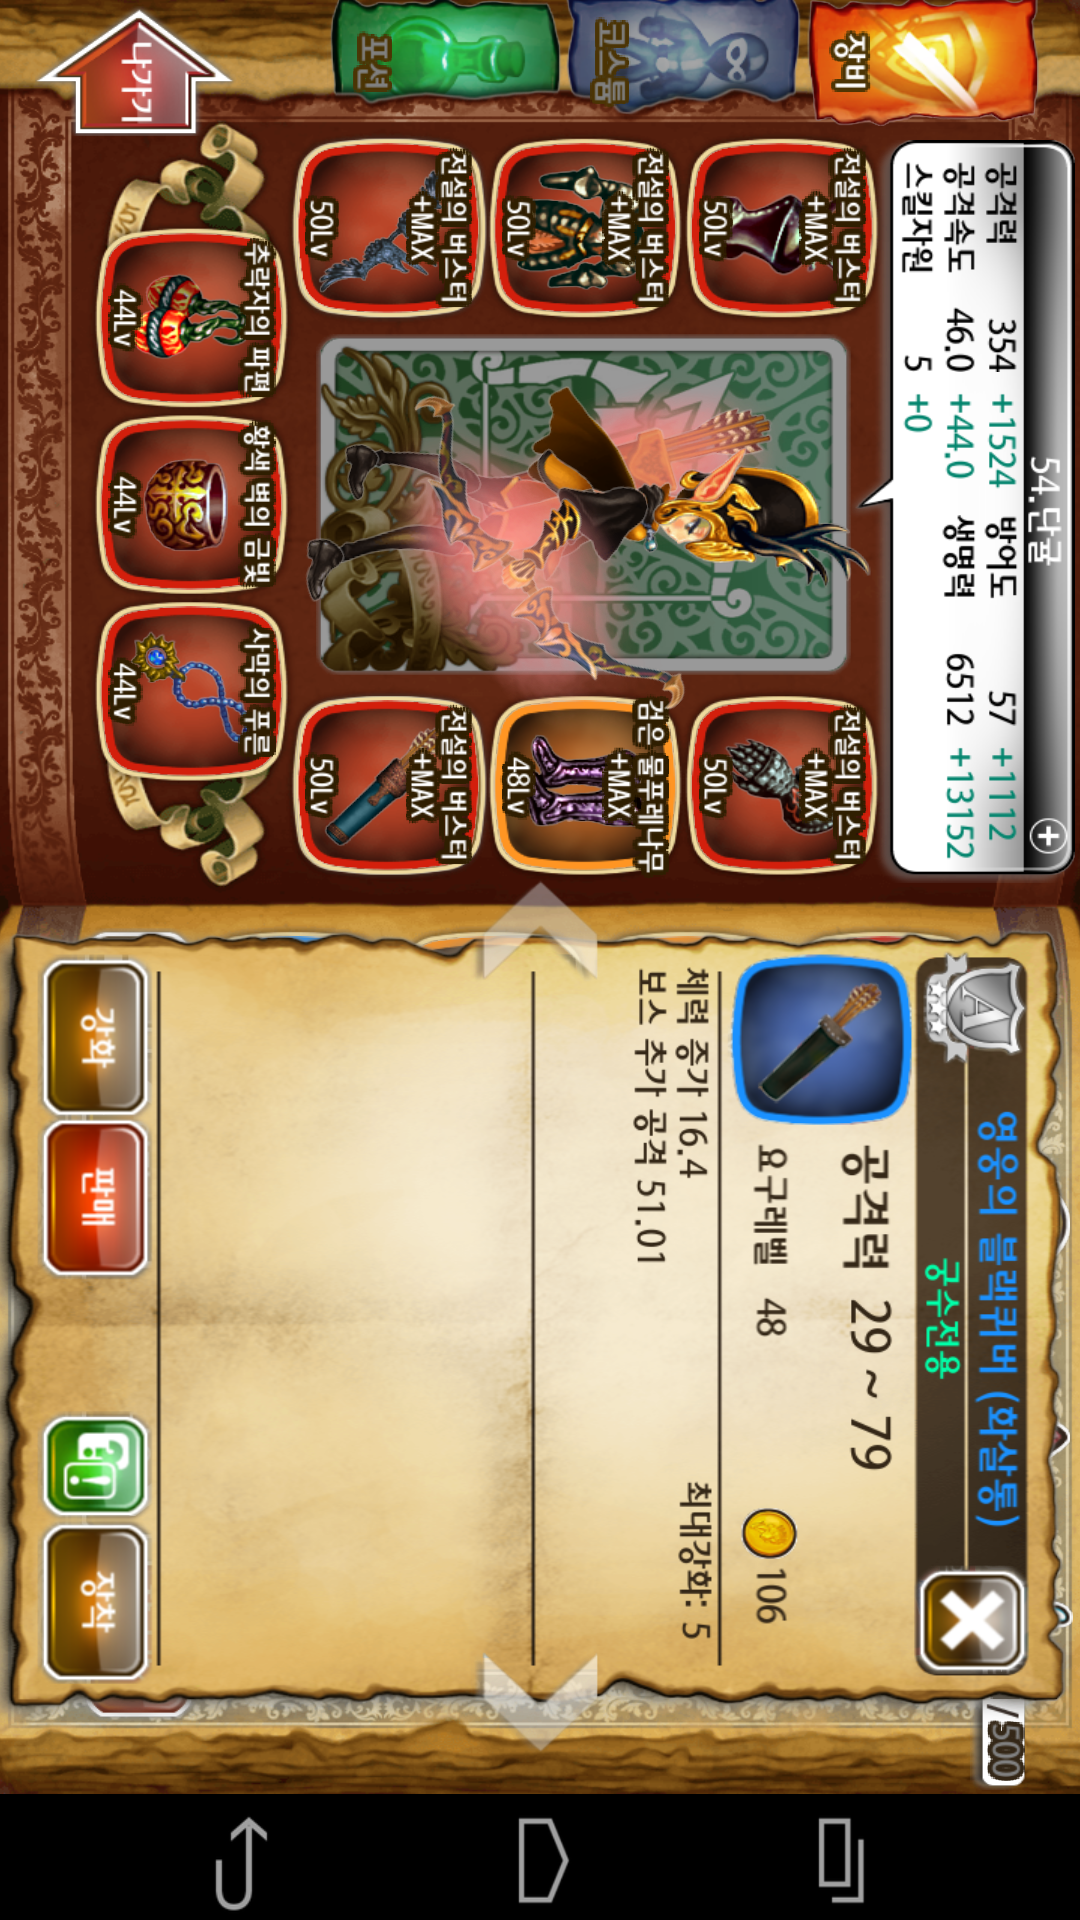 장비
코스튬
포션
나가기
54.단궁
공격력 354 +1524 방어도 57 +1112
공격속도 46.0 +44.0 생명력 6512 +13152
스킬자원 5 +0
전설의 버스터
+MAX
50Lv
전설의 버스터
+MAX
50Lv
전설의 버스터
+MAX
50Lv
전설의 버스터
+MAX
50Lv
검은 물푸레나무
+MAX
48Lv
전설의 버스터
+MAX
50Lv
추락자의 파편
44Lv
황색 벽의 금빛
44Lv
사막의 푸른
44Lv
A
영웅의 블랙퀴버 (화살통)
궁수전용
공격력 29 ~ 79
요구레벨 48
106
체력 증가 16.4
최대강화: 5
보스 추가 공격 51.01
강화
판매
장착
/500